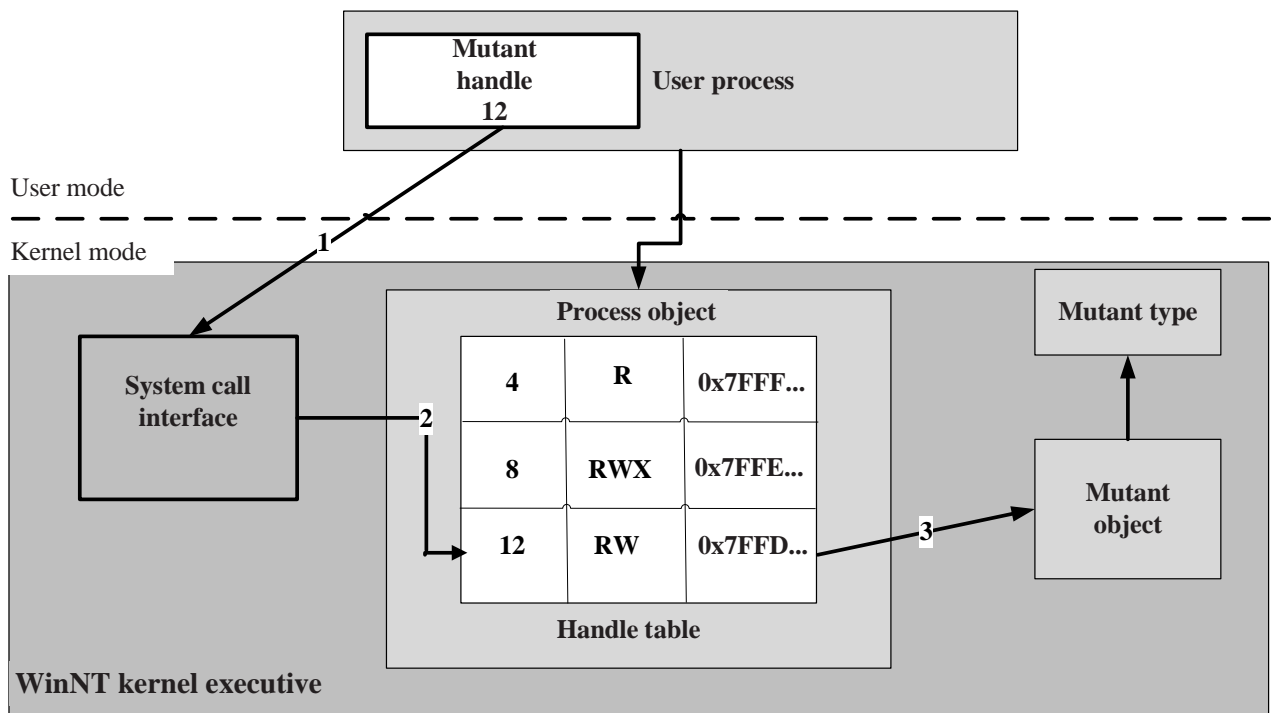 Mutant
handle
12
User process
User mode
Kernel mode
1
Process object
Mutant type
System call
interface
2
4 R 0x7FFF...
8 RWX 0x7FFE...
12 RW 0x7FFD...
3
Mutant
object
Handle table
WinNT kernel executive